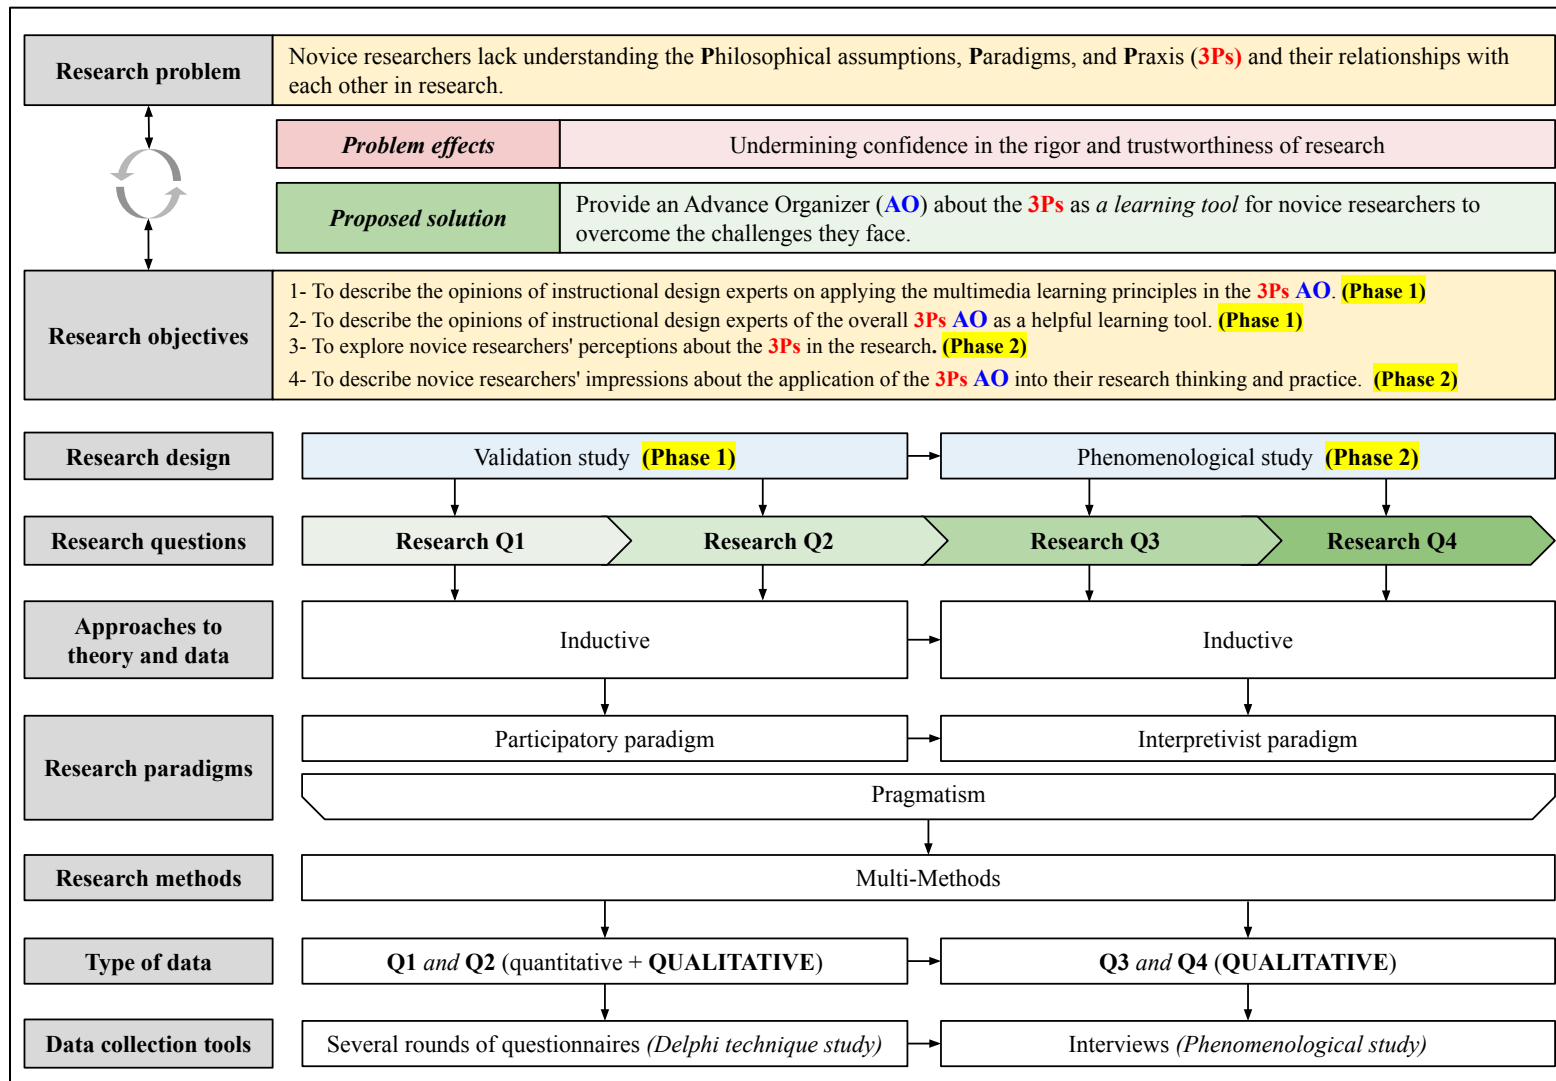 Research problem
Novice researchers lack understanding the Philosophical assumptions, Paradigms, and Praxis (3Ps) and their relationships with
each other in research.
Problem effects
Undermining confidence in the rigor and trustworthiness of research
Proposed solution
Provide an Advance Organizer (AO) about the 3Ps as a learning tool for novice researchers to
overcome the challenges they face.
Research objectives
1- To describe the opinions of instructional design experts on applying the multimedia learning principles in the 3Ps AO. (Phase 1)
2- To describe the opinions of instructional design experts of the overall 3Ps AO as a helpful learning tool. (Phase 1)
3- To explore novice researchers' perceptions about the 3Ps in the research. (Phase 2)
4- To describe novice researchers' impressions about the application of the 3Ps AO into their research thinking and practice. (Phase 2)
Research design
Validation study (Phase 1)
Phenomenological study (Phase 2)
Research questions
Research Q1
Research Q2
Research Q3
Research Q4
Approaches to
theory and data
Inductive
Inductive
Research paradigms
Participatory paradigm
Interpretivist paradigm
Pragmatism
Research methods
Multi-Methods
Type of data
Q1 and Q2 (quantitative + QUALITATIVE)
Q3 and Q4 (QUALITATIVE)
Data collection tools
Several rounds of questionnaires (Delphi technique study)
Interviews (Phenomenological study)